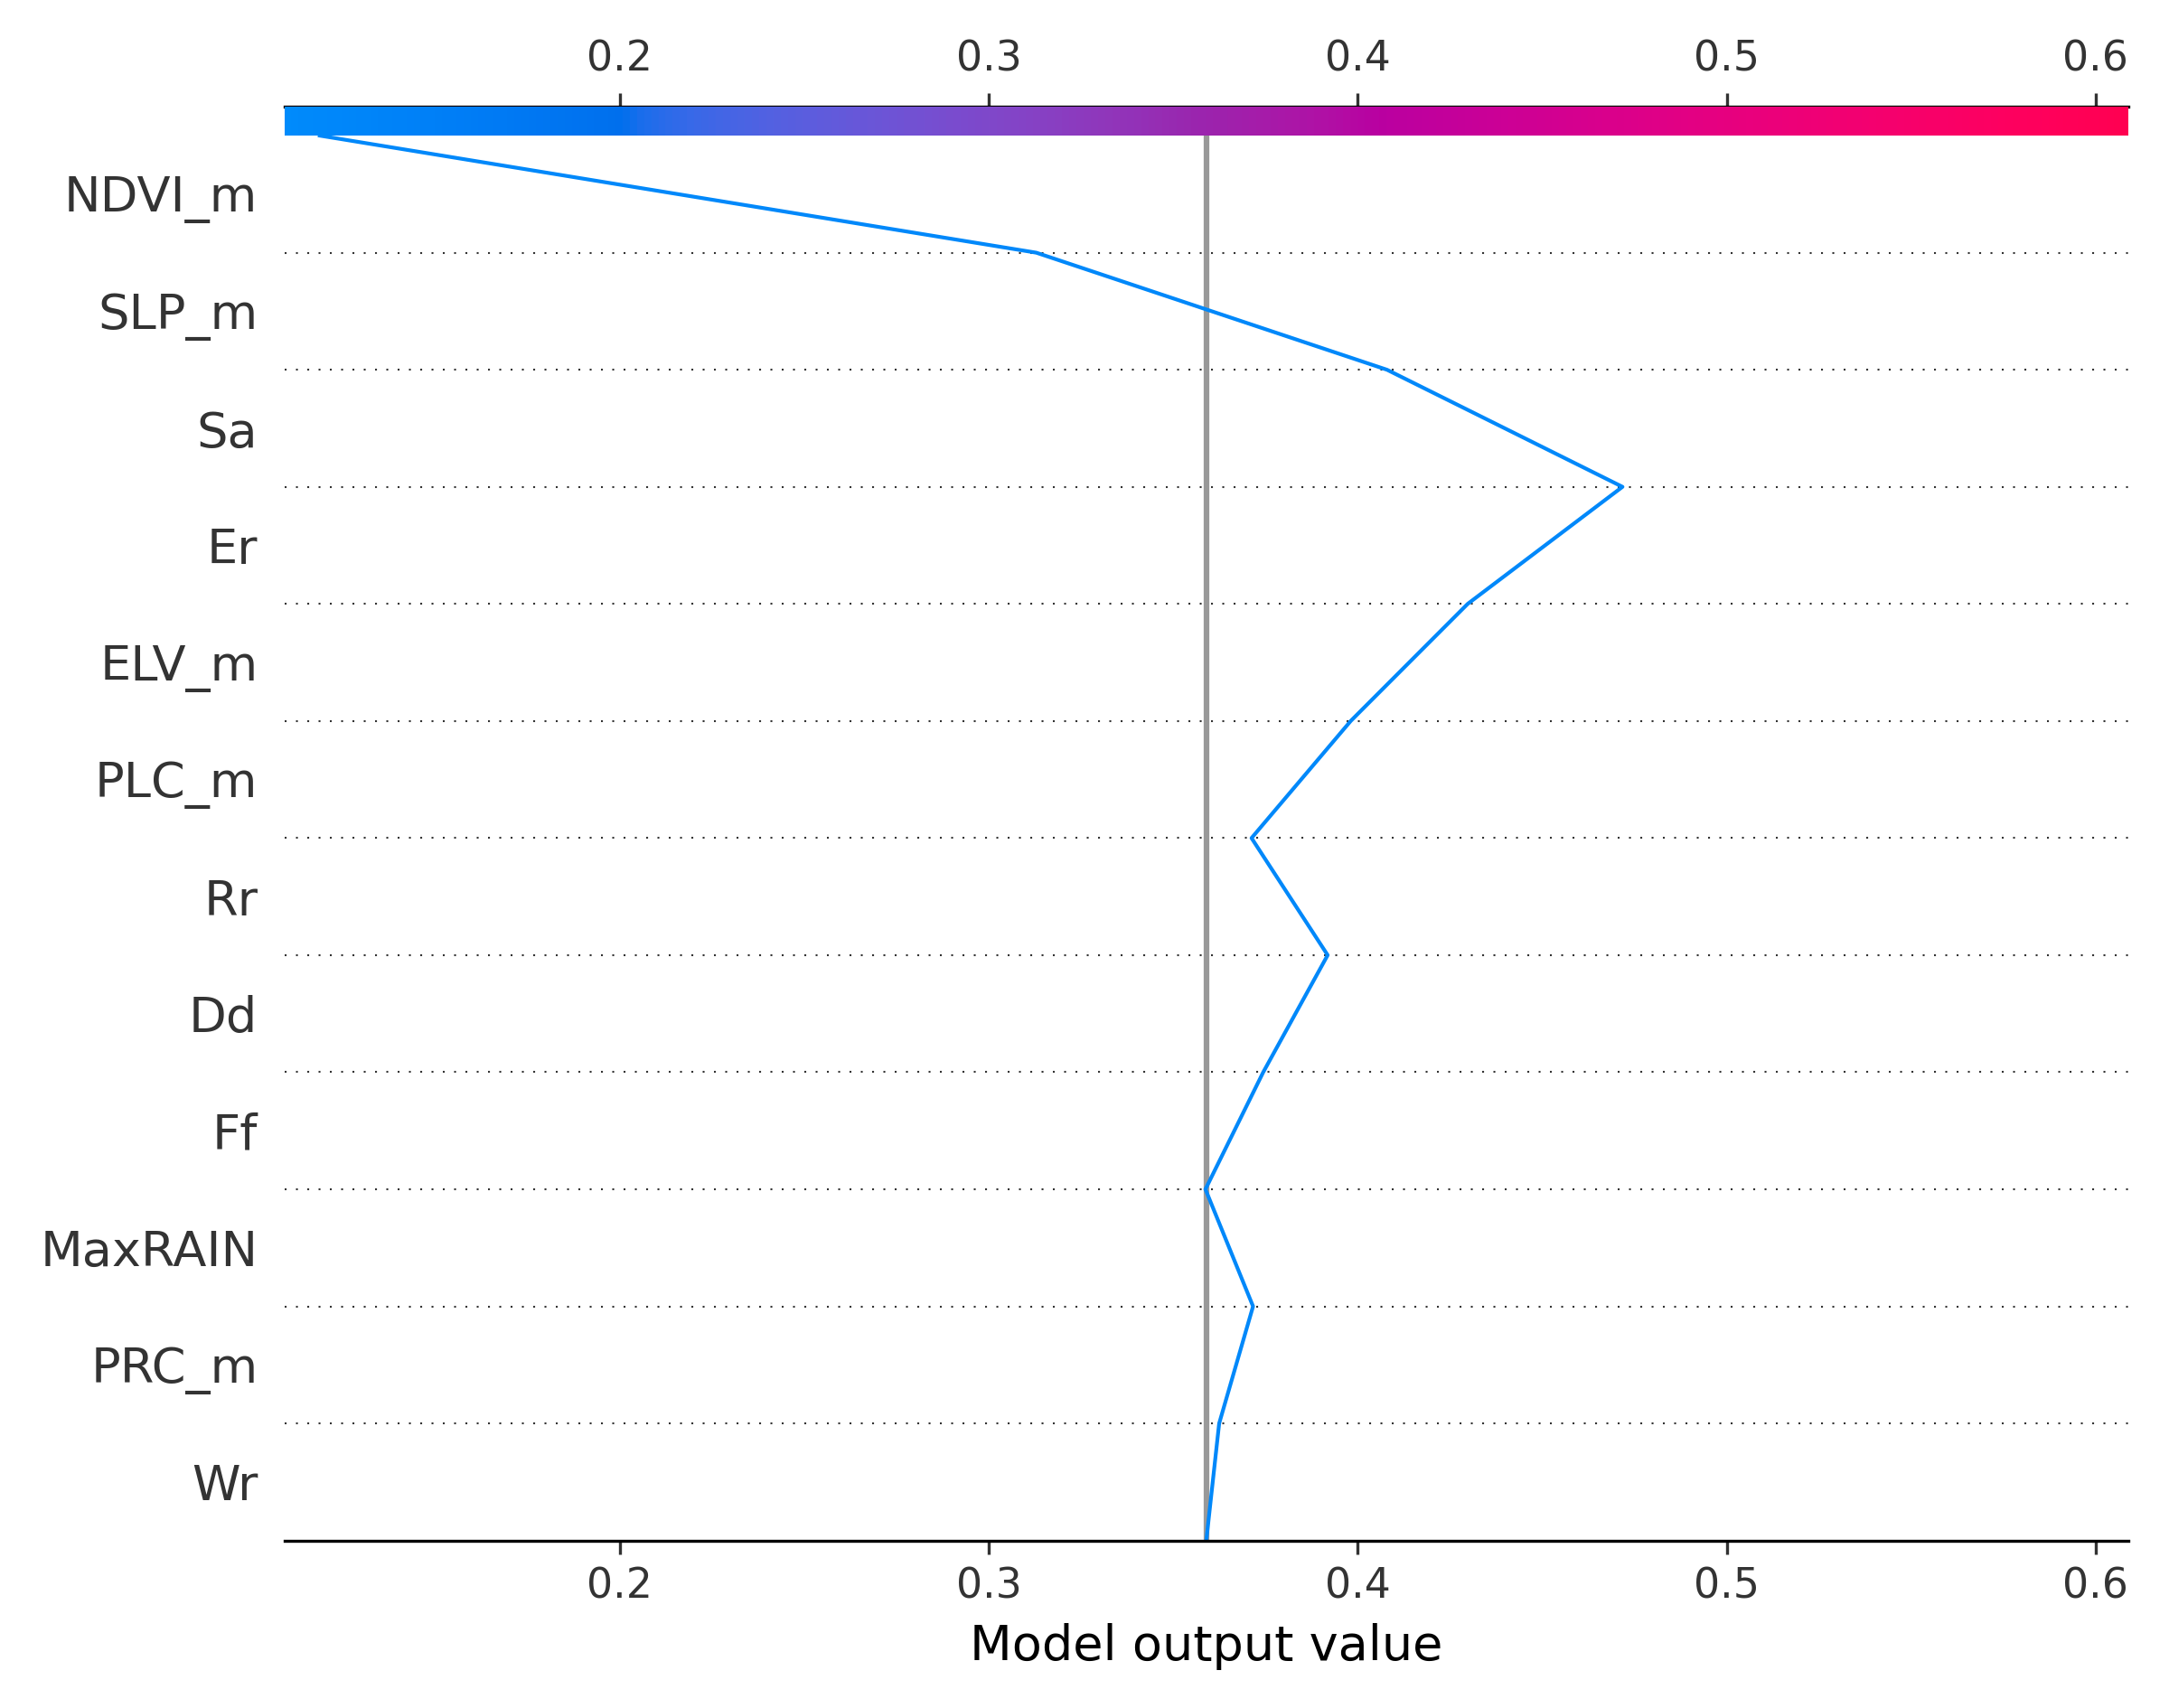 0.2 0.3 0.4 0.5 0.6
NDVI_m
SLP_m
Sa
Er
ELV_m
PLC_m
Rr
Dd
Ff
MaxRAIN
PRC_m
Wr
0.2 0.3 0.4 0.5 0.6
Model output value